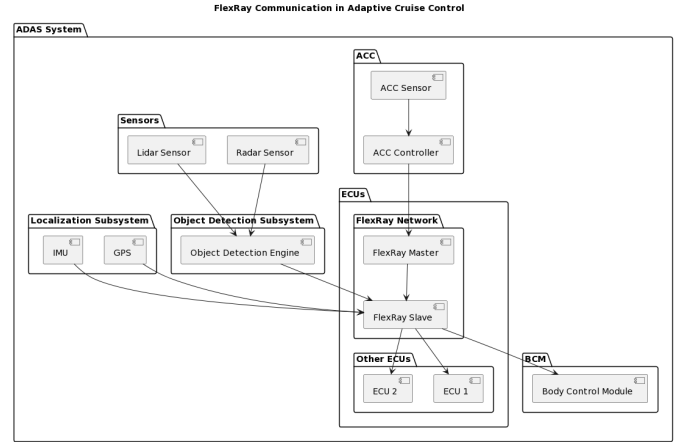 FlexRay Communication in Adaptive Cruise Control
ADAS System
ACC
ACC Sensor
Sensors
Lidar Sensor
Radar Sensor
ACC Controller
ECUs
Localization Subsystem
Object Detection Subsystem
FlexRay Network
IMU
GPS
Object Detection Engine
FlexRay Master
FlexRay Slave
Other ECUs
BCM
ECU 2
ECU 1
Body Control Module